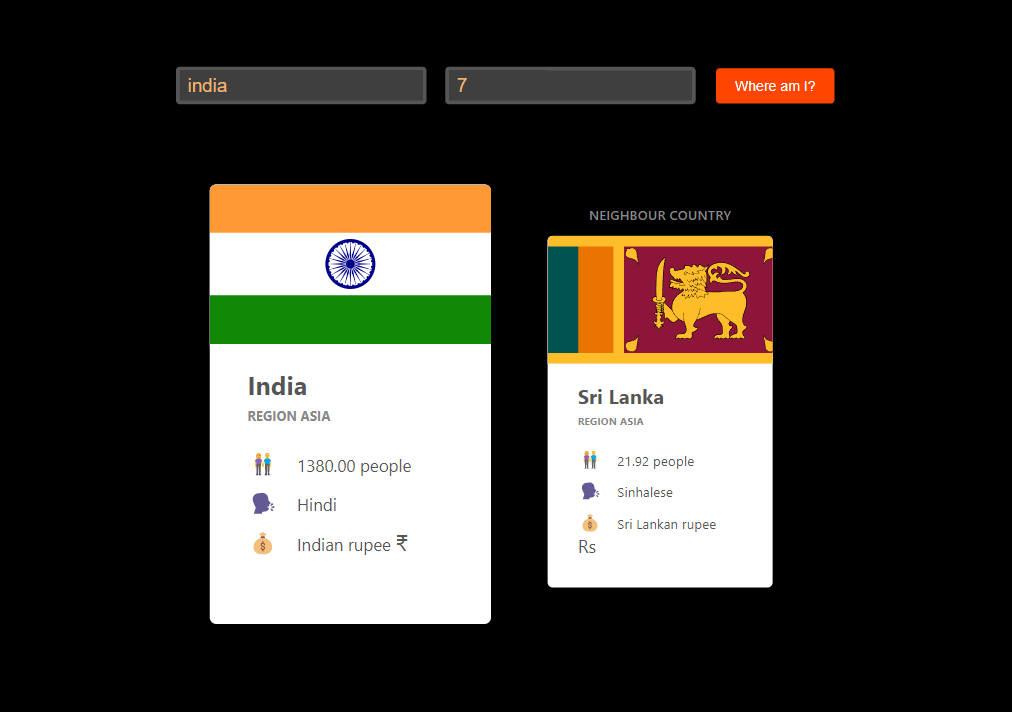 india
7
Where am I?
India
REGION ASIA
1380.00 people
Hindi
Indian rupee ₹
NEIGHBOUR COUNTRY
Sri Lanka
REGION ASIA
21.92 people
Sinhalese
Sri Lankan rupee
Rs